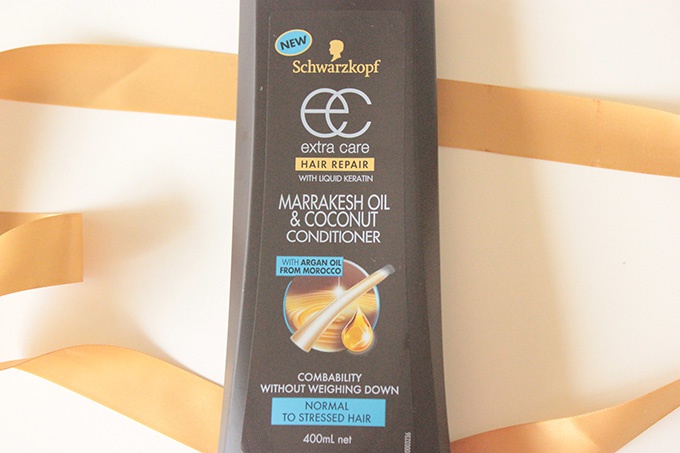 NEW
Schwarzkopf
ec
extra care
HAIR REPAIR
WITH LIQUID KERATIN
MARRAKESH OIL
& COCONUT
CONDITIONER
WITH ARGAN OIL
FROM MOROCCO
COMBABILITY
WITHOUT WEIGHING DOWN
NORMAL
TO STRESSED HAIR
400mL net